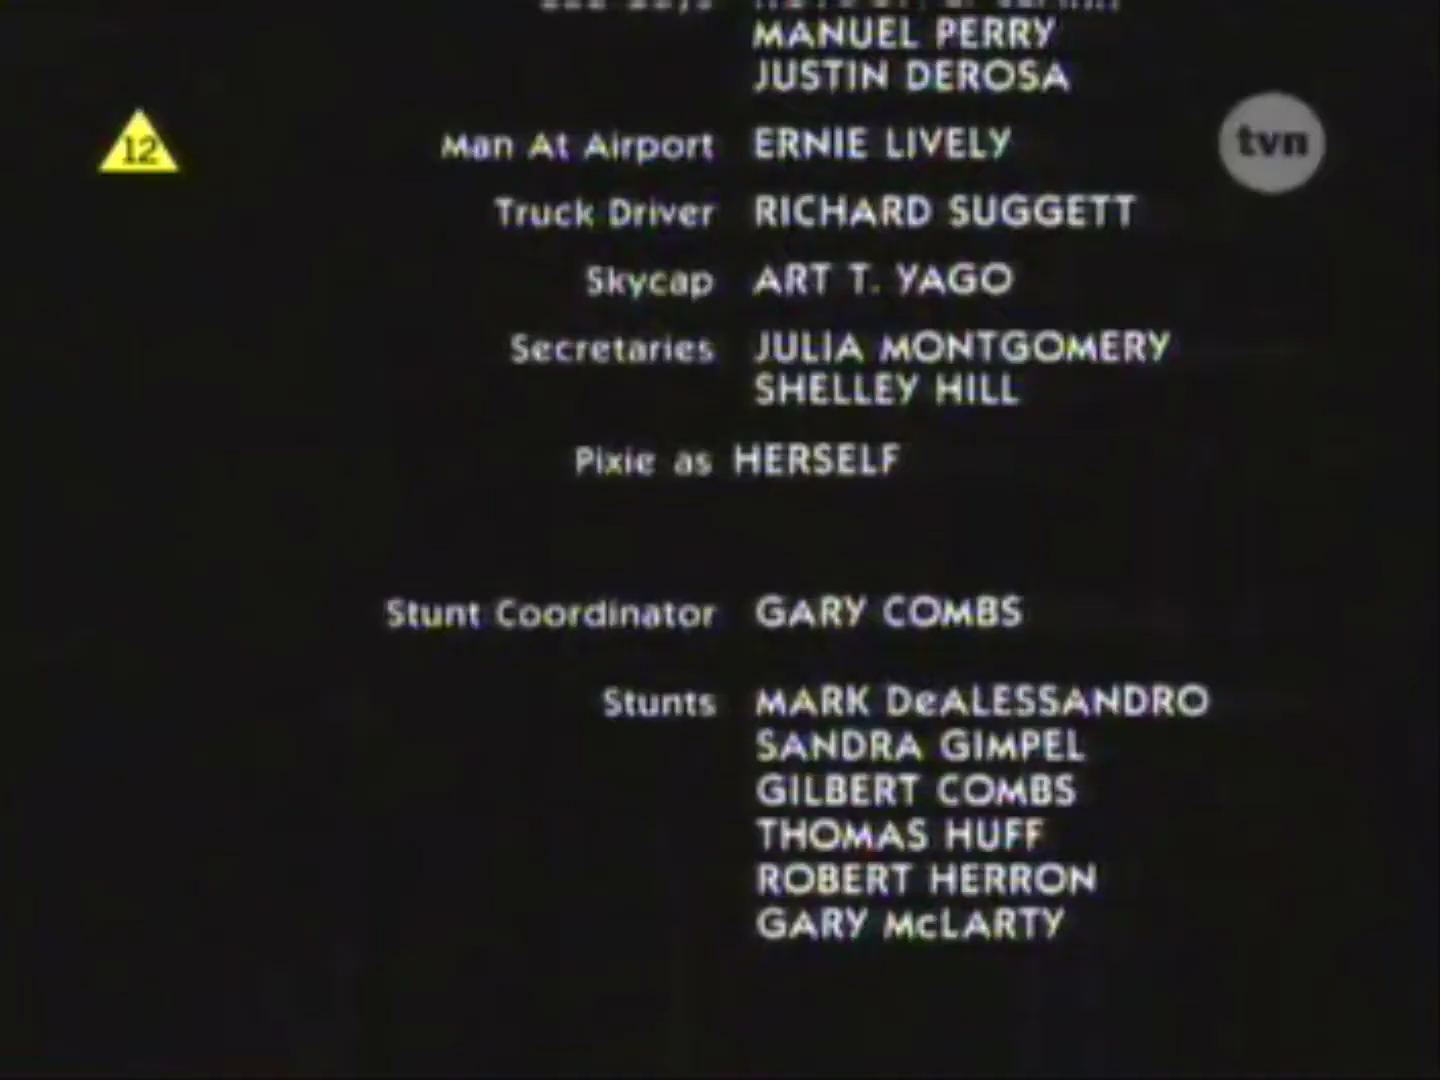 MANUEL PERRY
JUSTIN DEROSA
12
tvn
Man At Airport ERNIE LIVELY
Truck Driver RICHARD SUGGETT
Skycap ART T. YAGO
Secretaries JULIA MONTGOMERY
SHELLEY HILL
Pixie as HERSELF
Stunt Coordinator GARY COMBS
Stunts MARK DeALESSANDRO
SANDRA GIMPEL
GILBERT COMBS
THOMAS HUFF
ROBERT HERRON
GARY McLARTY